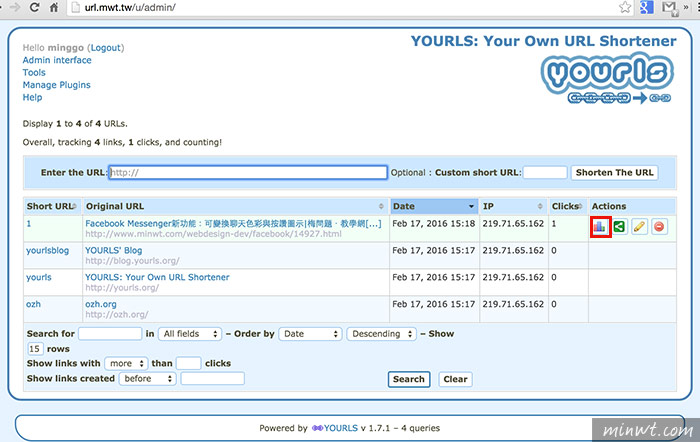 url.mwt.tw/u/admin/
YOURLS: Your Own URL Shortener
yourls
Hello minggo (Logout)
Admin interface
Tools
Manage Plugins
Help
Display 1 to 4 of 4 URLs.
Overall, tracking 4 links, 1 clicks, and counting!
Enter the URL: http:// Optional : Custom short URL: Shorten The URL
Short URL Original URL Date IP Clicks Actions
1 Facebook Messenger新功能：可變換聊天色彩與按讚圖示|梅問題．教學網[...] Feb 17, 2016 15:18 219.71.65.162 1
http://www.minwt.com/webdesign-dev/facebook/14927.html
yourlsblog YOURLS' Blog Feb 17, 2016 15:17 219.71.65.162 0
http://blog.yourls.org/
yourls YOURLS: Your Own URL Shortener Feb 17, 2016 15:17 219.71.65.162 0
http://yourls.org/
ozh ozh.org Feb 17, 2016 15:17 219.71.65.162 0
http://ozh.org/
Search for in All fields – Order by Date Descending – Show
15 rows
Show links with more than clicks
Show links created before Search Clear
Powered by YOURLS v 1.7.1 – 4 queries
minwt.com